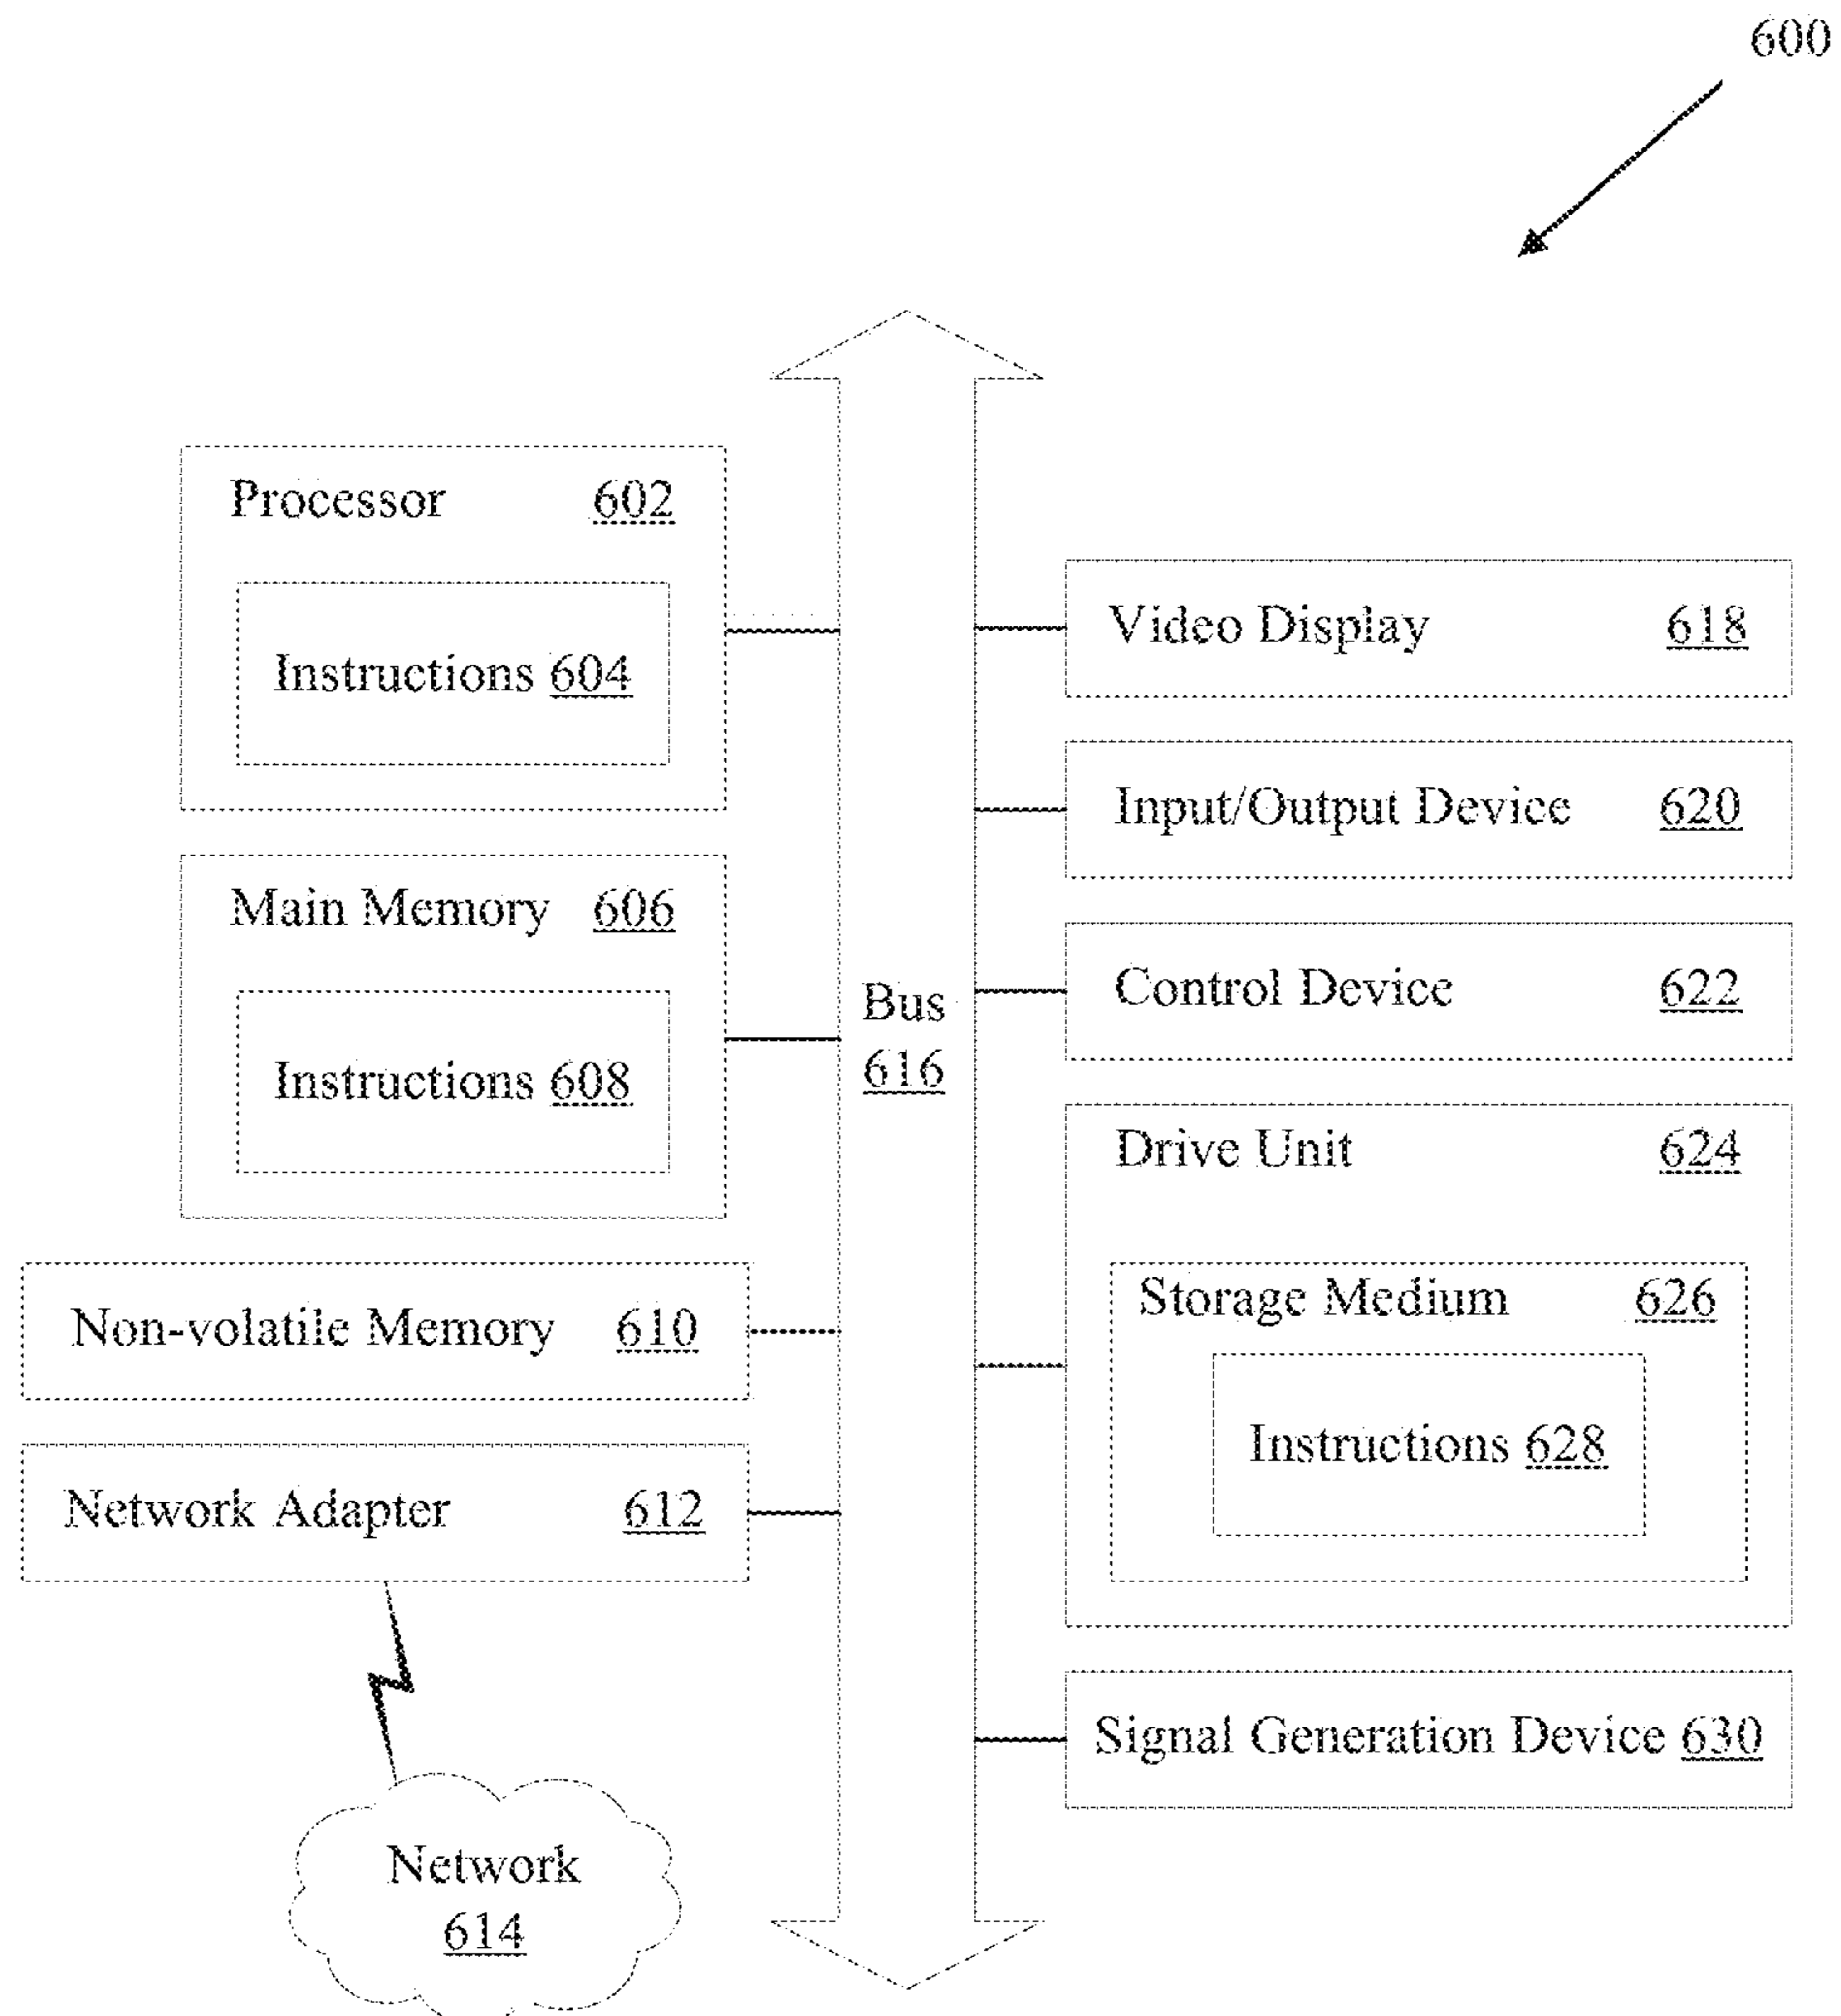 600
Processor 602
Instructions 604
Main Memory 606
Instructions 608
Non-volatile Memory 610
Network Adapter 612
Network
614
Bus
616
Video Display 618
Input/Output Device 620
Control Device 622
Drive Unit 624
Storage Medium 626
Instructions 628
Signal Generation Device 630